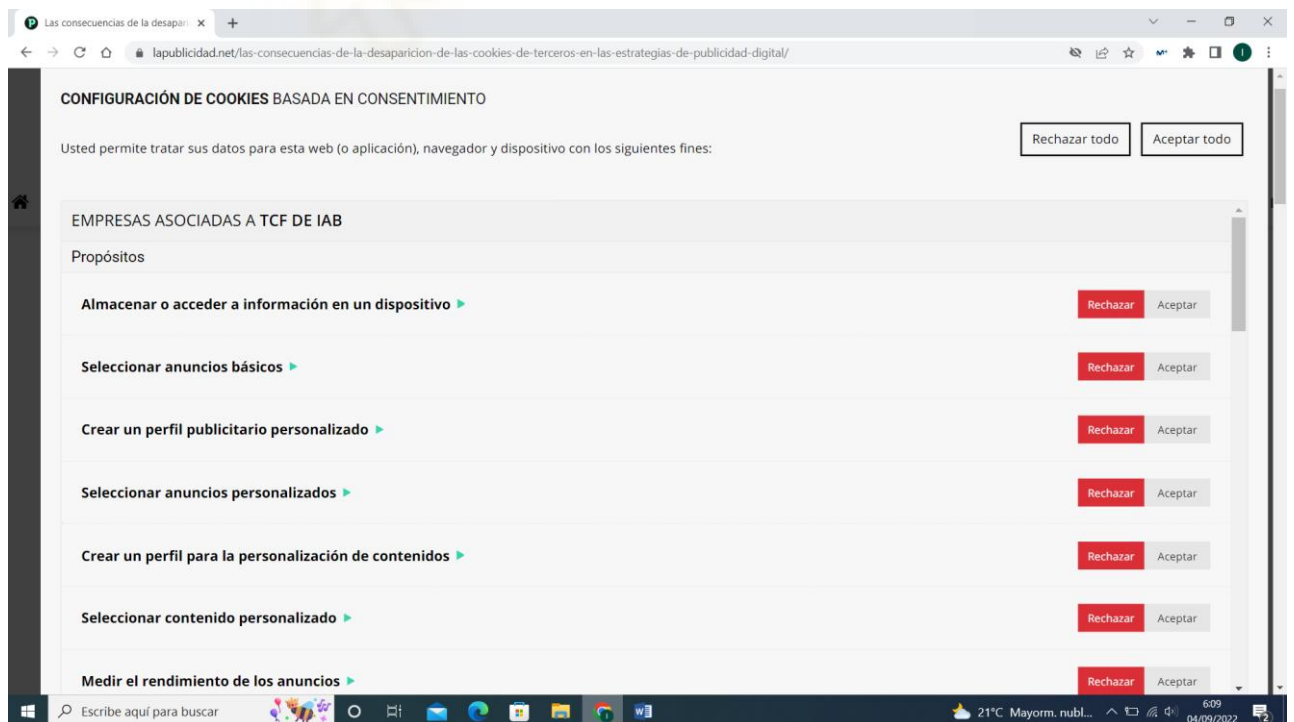 Las consecuencias de la desapari
lapublicidad.net/las-consecuencias-de-la-desaparicion-de-las-cookies-de-terceros-en-las-estrategias-de-publicidad-digital/
CONFIGURACIÓN DE COOKIES BASADA EN CONSENTIMIENTO
Usted permite tratar sus datos para esta web (o aplicación), navegador y dispositivo con los siguientes fines:
Rechazar todo Aceptar todo
EMPRESAS ASOCIADAS A TCF DE IAB
Propósitos
Almacenar o acceder a información en un dispositivo Rechazar Aceptar
Seleccionar anuncios básicos Rechazar Aceptar
Crear un perfil publicitario personalizado Rechazar Aceptar
Seleccionar anuncios personalizados Rechazar Aceptar
Crear un perfil para la personalización de contenidos Rechazar Aceptar
Seleccionar contenido personalizado Rechazar Aceptar
Medir el rendimiento de los anuncios Rechazar Aceptar
Escribe aquí para buscar
21°C Mayorm. nubl...
6:09
04/09/2022